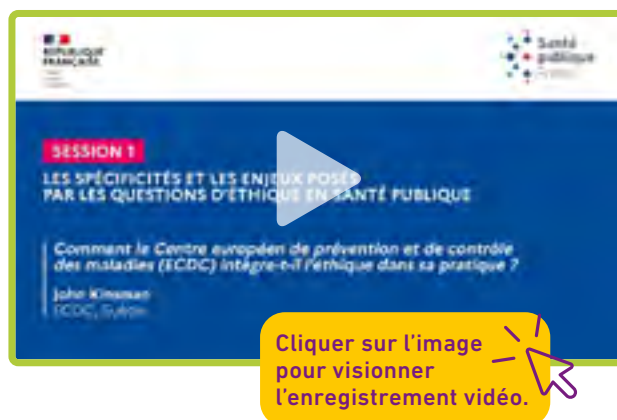 RÉPUBLIQUE
FRANÇAISE
Santé
publique
SESSION 1
LES SPÉCIFICITÉS ET LES ENJEUX POSÉS
PAR LES QUESTIONS D'ÉTHIQUE EN SANTÉ PUBLIQUE
Comment le Centre européen de prévention et de contrôle
des maladies (ECDC) intègre-t-il l'éthique dans sa pratique ?
John Kinsman
ECDC, Suède
Cliquer sur l'image
pour visionner
l'enregistrement vidéo.